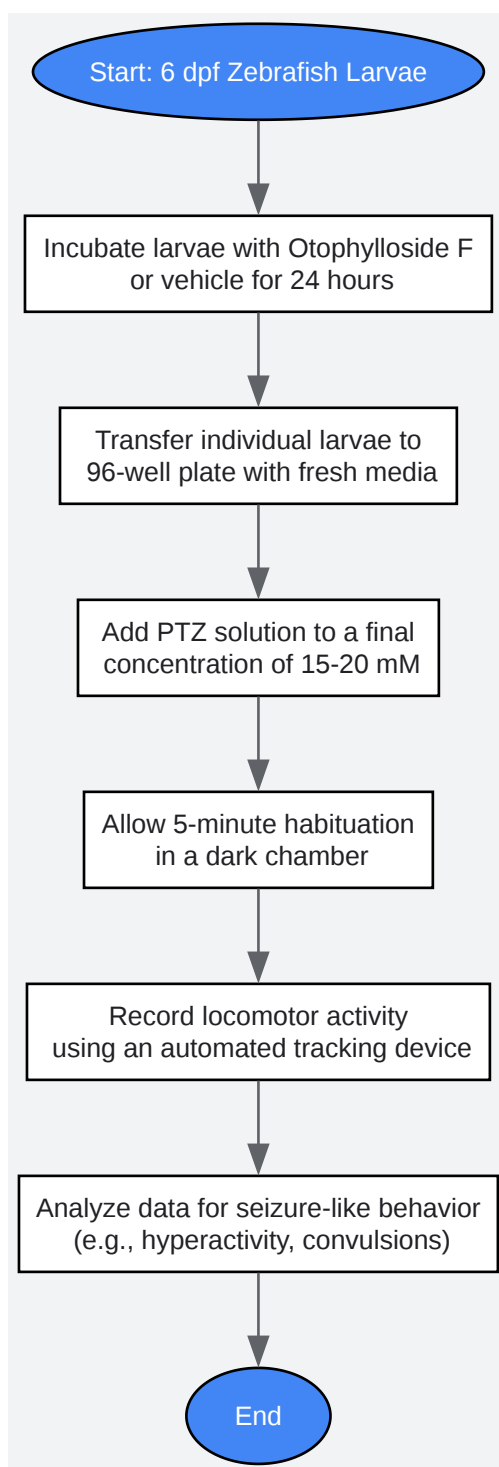 Start: 6 dpf Zebrafish Larvae
Incubate larvae with Otophylloside F
or vehicle for 24 hours
Transfer individual larvae to
96-well plate with fresh media
Add PTZ solution to a final
concentration of 15-20 mM
Allow 5-minute habituation
in a dark chamber
Record locomotor activity
using an automated tracking device
Analyze data for seizure-like behavior
(e.g., hyperactivity, convulsions)
End